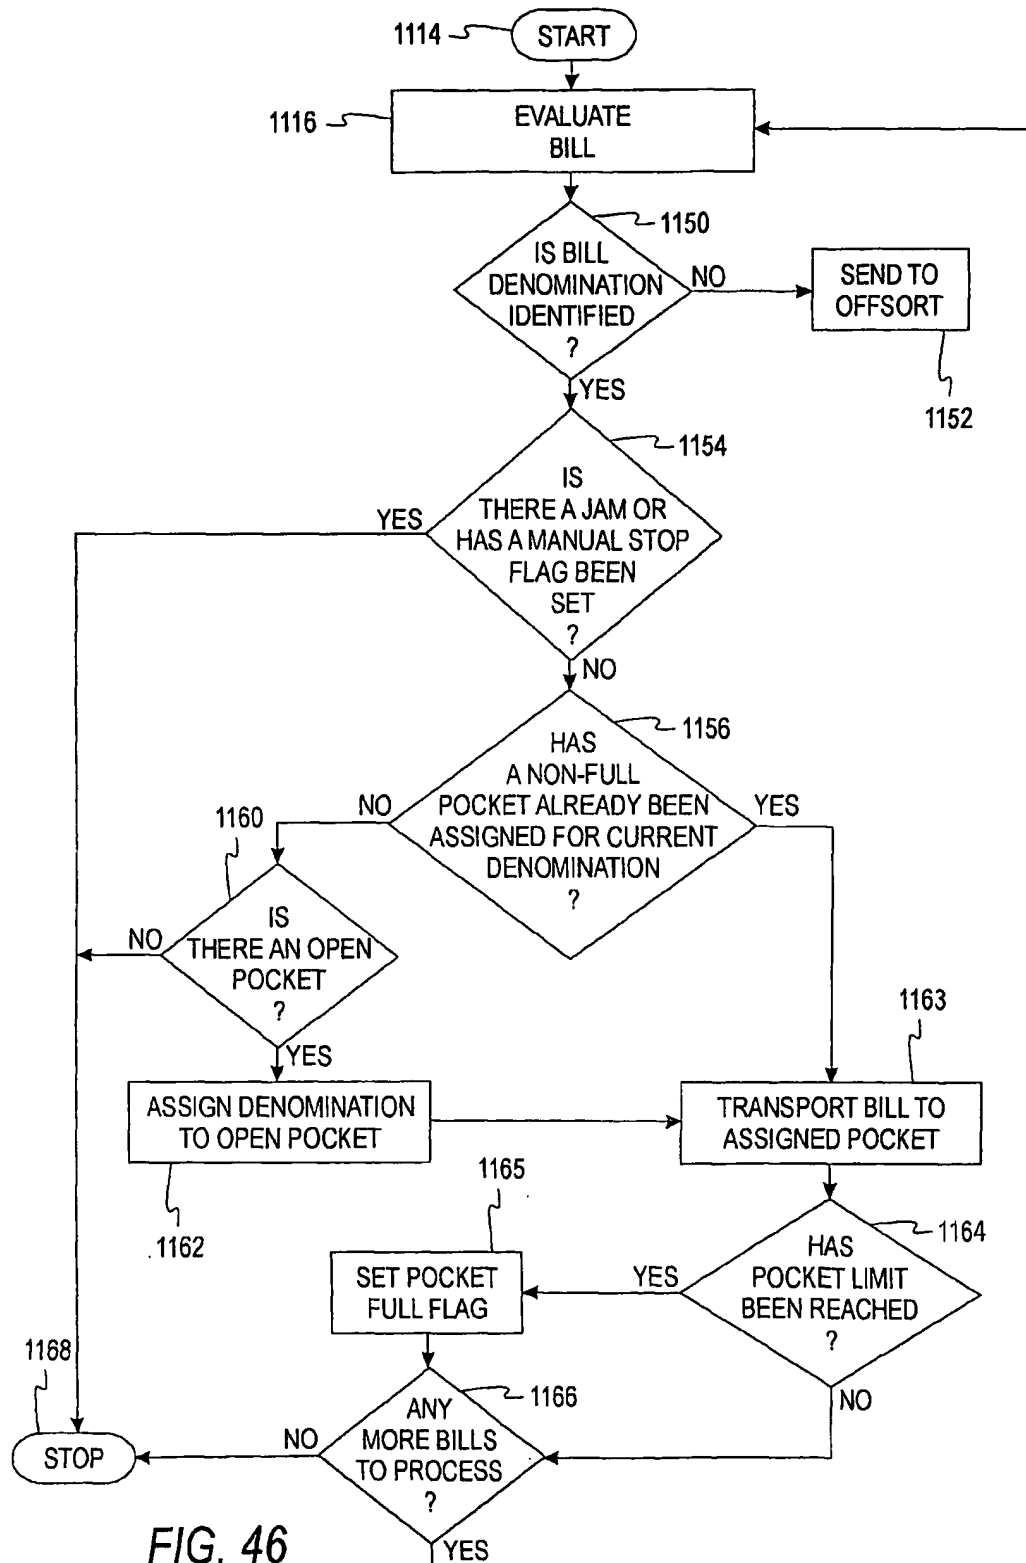 1114
START
1116
EVALUATE
BILL
1150
IS BILL
DENOMINATION
IDENTIFIED
?
NO
SEND TO
OFFSORT
1152
YES
1154
IS
THERE A JAM OR
HAS A MANUAL STOP
FLAG BEEN
SET
?
YES
NO
1156
HAS
A NON-FULL
POCKET ALREADY BEEN
ASSIGNED FOR CURRENT
DENOMINATION
?
NO
YES
1160
IS
THERE AN OPEN
POCKET
?
NO
YES
1163
ASSIGN DENOMINATION
TO OPEN POCKET
1162
TRANSPORT BILL TO
ASSIGNED POCKET
1165
1164
HAS
POCKET LIMIT
BEEN REACHED
?
YES
SET POCKET
FULL FLAG
NO
1168
1166
ANY
MORE BILLS
TO PROCESS
?
NO
STOP
YES
FIG. 46